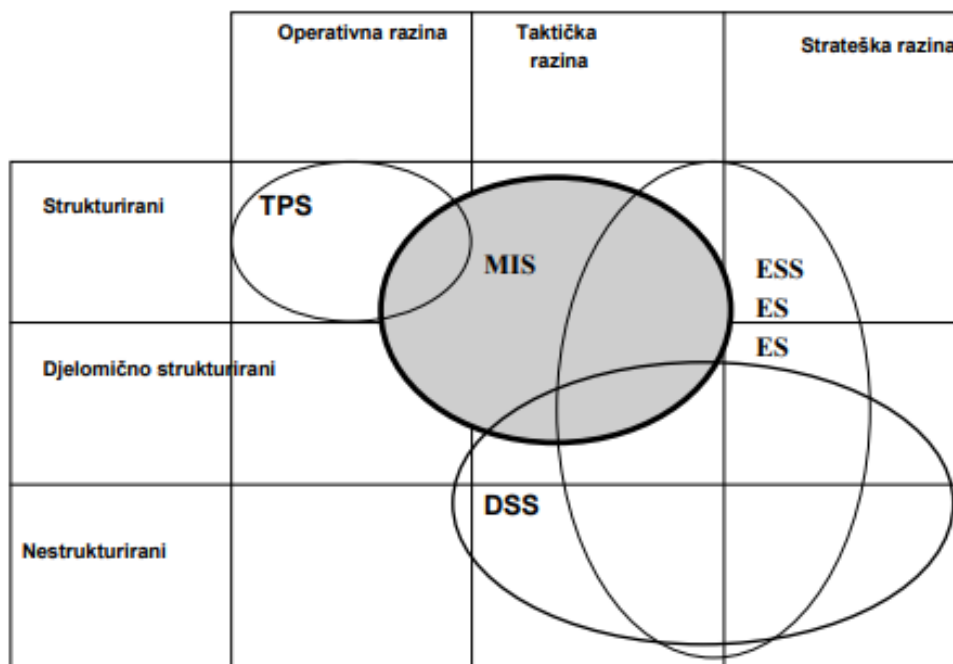 Operativna razina
Taktička
razina
Strateška razina
Strukturirani
TPS
MIS
ESS
ES
ES
Djelomično strukturirani
DSS
Nestrukturirani